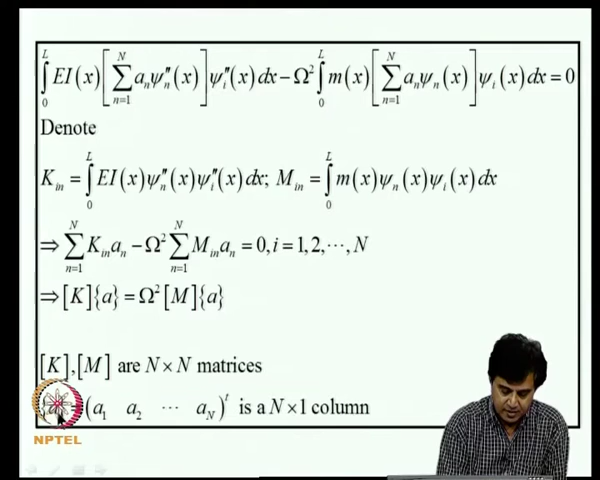 ∫₀ᴸ EI(x)[∑ₙ₌₁ᴺ aₙψₙ″(x)]ψᵢ″(x)dx − Ω²∫₀ᴸ m(x)[∑ₙ₌₁ᴺ aₙψₙ(x)]ψᵢ(x)dx = 0
Denote
Kᵢₙ = ∫₀ᴸ EI(x)ψₙ″(x)ψᵢ″(x)dx; Mᵢₙ = ∫₀ᴸ m(x)ψₙ(x)ψᵢ(x)dx
⇒ ∑ₙ₌₁ᴺ Kᵢₙaₙ − Ω²∑ₙ₌₁ᴺ Mᵢₙaₙ = 0, i = 1, 2, ⋯, N
⇒ [K]{a} = Ω²[M]{a}
[K],[M] are N×N matrices
{a} = (a₁ a₂ ⋯ a_N)ᵗ is a N×1 column
NPTEL